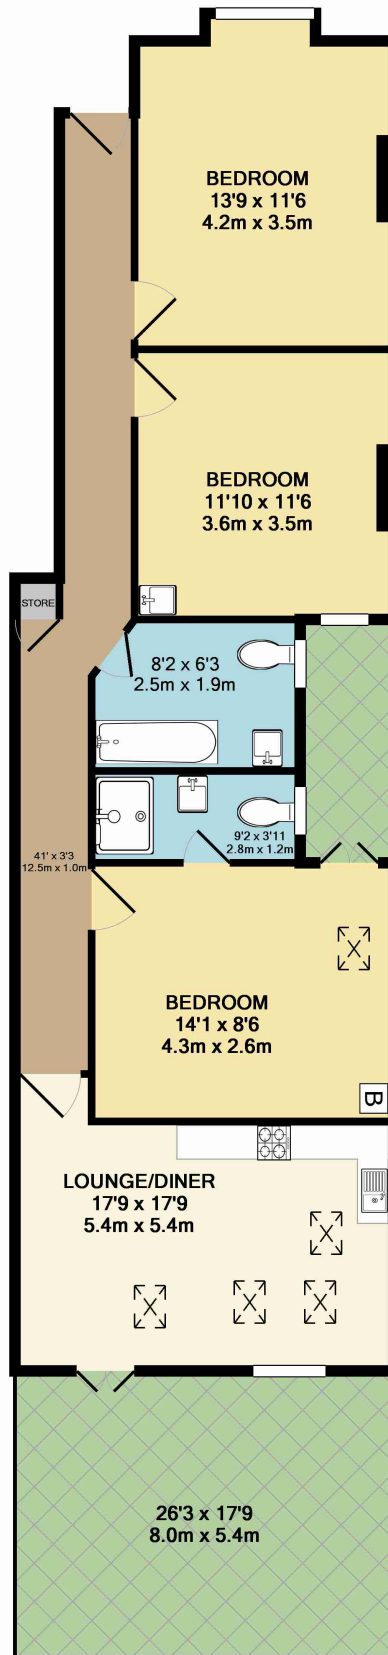 BEDROOM
13'9 x 11'6
4.2m x 3.5m
BEDROOM
11'10 x 11'6
3.6m x 3.5m
STORE
8'2 x 6'3
2.5m x 1.9m
9'2 x 3'11
2.8m x 1.2m
41' x 3'3
12.5m x 1.0m
BEDROOM
14'1 x 8'6
4.3m x 2.6m
B
LOUNGE/DINER
17'9 x 17'9
5.4m x 5.4m
26'3 x 17'9
8.0m x 5.4m